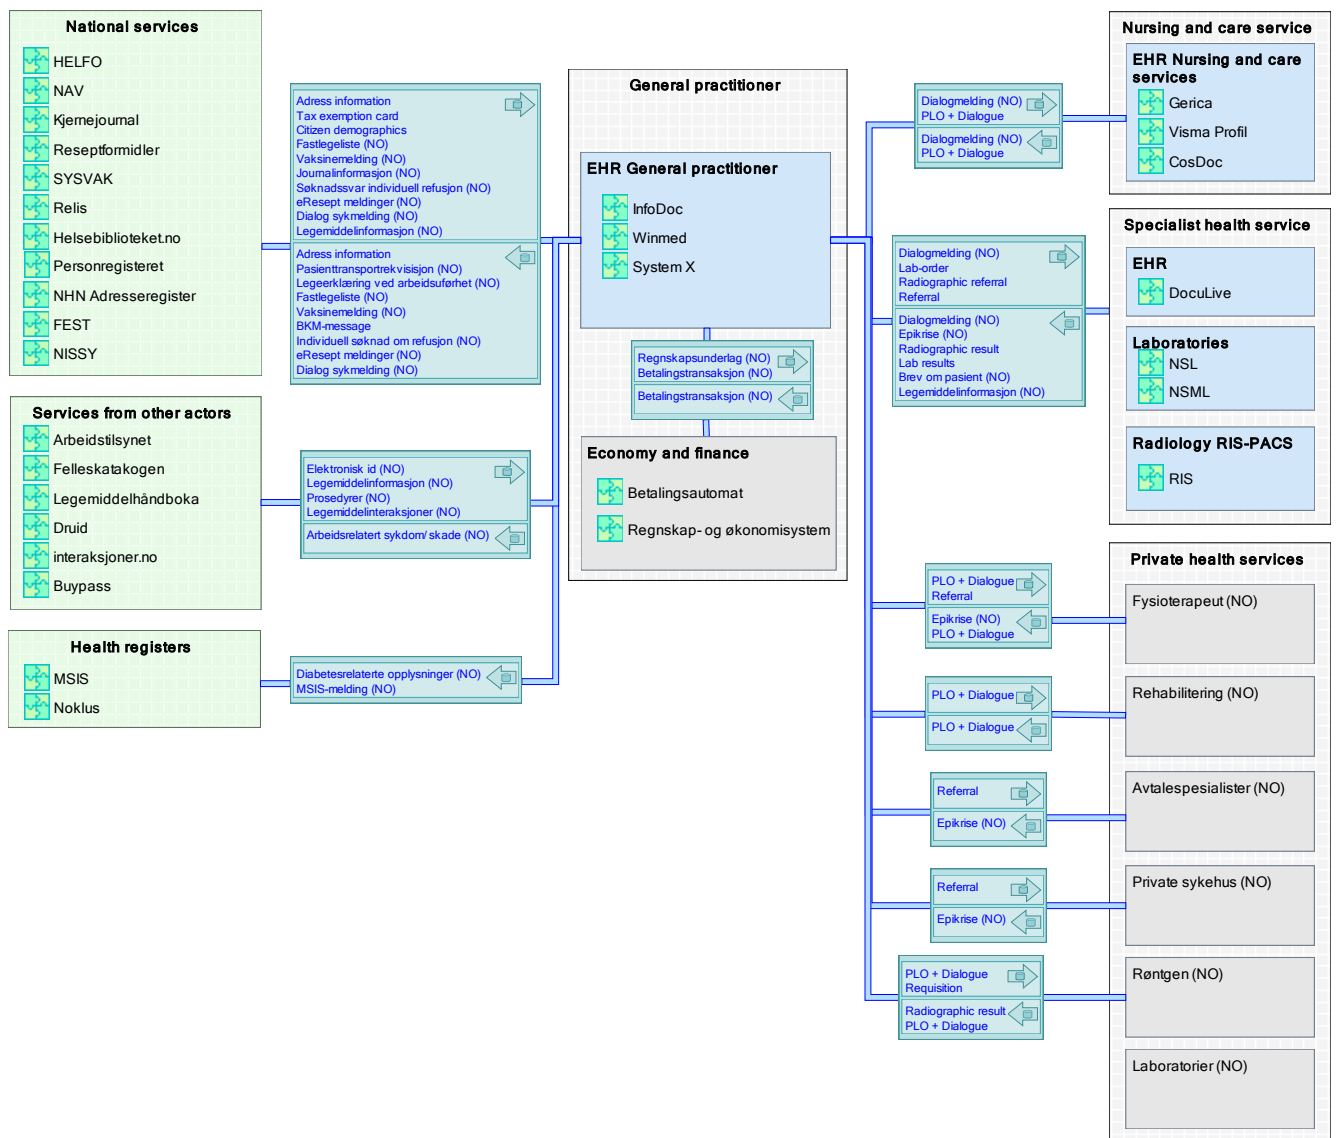 National services
HELFO
NAV
Kjernejournal
Reseptformidler
SYSVAK
Relis
Helsebiblioteket.no
Personregisteret
NHN Adresseregister
FEST
NISSY
Services from other actors
Arbeidstilsynet
Felleskatakogen
Legemiddelhåndboka
Druid
interaksjoner.no
Buypass
Health registers
MSIS
Noklus
Adress information
Tax exemption card
Citizen demographics
Fastlegeliste (NO)
Vaksinemelding (NO)
Journalinformasjon (NO)
Søknadssvar individuell refusjon (NO)
eResept meldinger (NO)
Dialog sykmelding (NO)
Legemiddelinformasjon (NO)
Adress information
Pasienttransportrekvisisjon (NO)
Legeerklæring ved arbeidsuførhet (NO)
Fastlegeliste (NO)
Vaksinemelding (NO)
BKM-message
Individuell søknad om refusjon (NO)
eResept meldinger (NO)
Dialog sykmelding (NO)
Elektronisk id (NO)
Legemiddelinformasjon (NO)
Prosedyrer (NO)
Legemiddelinteraksjoner (NO)
Arbeidsrelatert sykdom/ skade (NO)
Diabetesrelaterte opplysninger (NO)
MSIS-melding (NO)
General practitioner
EHR General practitioner
InfoDoc
Winmed
System X
Regnskapsunderlag (NO)
Betalingstransaksjon (NO)
Betalingstransaksjon (NO)
Economy and finance
Betalingsautomat
Regnskap- og økonomisystem
Dialogmelding (NO)
PLO + Dialogue
Dialogmelding (NO)
PLO + Dialogue
Dialogmelding (NO)
Lab-order
Radiographic referral
Referral
Dialogmelding (NO)
Epikrise (NO)
Radiographic result
Lab results
Brev om pasient (NO)
Legemiddelinformasjon (NO)
PLO + Dialogue
Referral
Epikrise (NO)
PLO + Dialogue
PLO + Dialogue
PLO + Dialogue
Referral
Epikrise (NO)
Referral
Epikrise (NO)
PLO + Dialogue
Requisition
Radiographic result
PLO + Dialogue
Nursing and care service
EHR Nursing and care
services
Gerica
Visma Profil
CosDoc
Specialist health service
EHR
DocuLive
Laboratories
NSL
NSML
Radiology RIS-PACS
RIS
Private health services
Fysioterapeut (NO)
Rehabilitering (NO)
Avtalespesialister (NO)
Private sykehus (NO)
Røntgen (NO)
Laboratorier (NO)